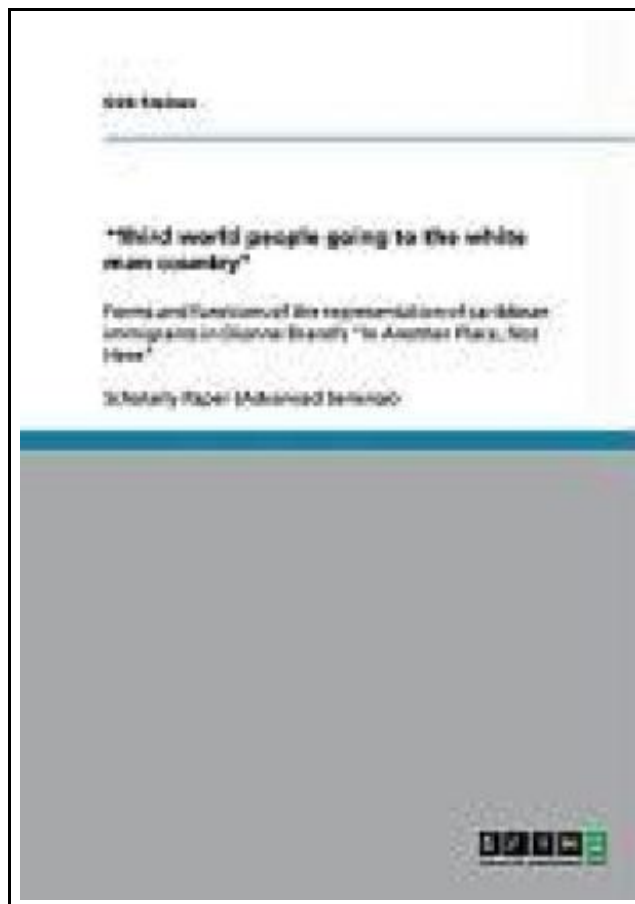 "third world people going to the white
man country"
Forms and functions of the representation of caribbean
immigrants in Dionne Brand's "In Another Place, Not
Here"
Scholarly Paper (Advanced Seminar)